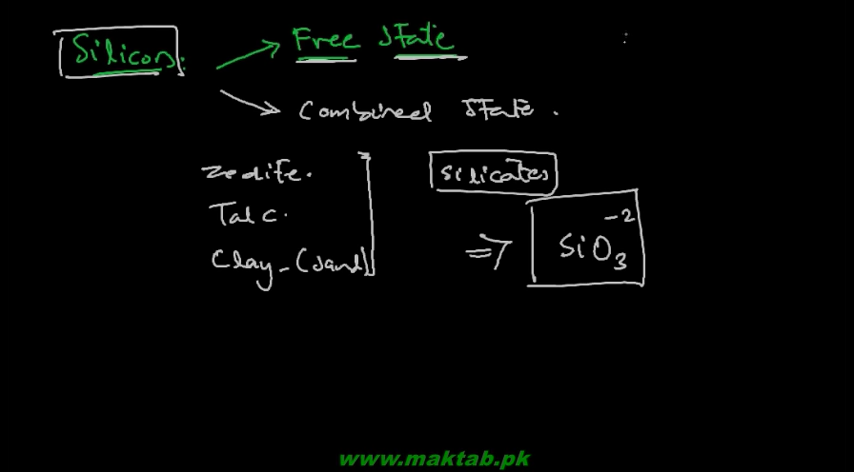 Silicon: → Free State
→ Combined State.
Zeolite.
Talc.
Clay-(Sand)
Silicates
⇒ SiO₃⁻²
www.maktab.pk